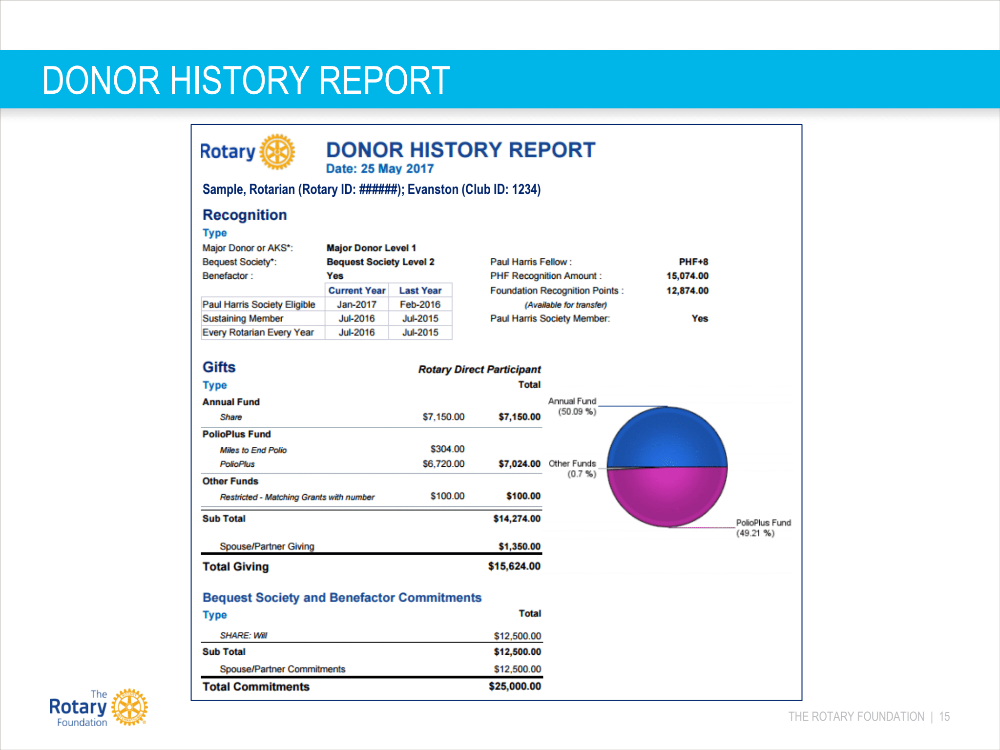 DONOR HISTORY REPORT
Rotary
DONOR HISTORY REPORT
Date: 25 May 2017
Sample, Rotarian (Rotary ID: ######); Evanston (Club ID: 1234)
Recognition
Type
Major Donor or AKS*: Major Donor Level 1
Bequest Society*: Bequest Society Level 2 Paul Harris Fellow : PHF+8
Benefactor : Yes PHF Recognition Amount : 15,074.00
Current Year Last Year Foundation Recognition Points : 12,874.00
Paul Harris Society Eligible Jan-2017 Feb-2016 (Available for transfer)
Sustaining Member Jul-2016 Jul-2015 Paul Harris Society Member: Yes
Every Rotarian Every Year Jul-2016 Jul-2015
Gifts Rotary Direct Participant
Type Total
Annual Fund
Share $7,150.00 $7,150.00
PolioPlus Fund
Miles to End Polio $304.00
PolioPlus $6,720.00 $7,024.00
Other Funds
Restricted - Matching Grants with number $100.00 $100.00
Sub Total $14,274.00
Spouse/Partner Giving $1,350.00
Total Giving $15,624.00
Annual Fund
(50.09 %)
Other Funds
(0.7 %)
PolioPlus Fund
(49.21 %)
Bequest Society and Benefactor Commitments
Type Total
SHARE: Will $12,500.00
Sub Total $12,500.00
Spouse/Partner Commitments $12,500.00
Total Commitments $25,000.00
The
Rotary
Foundation
THE ROTARY FOUNDATION | 15